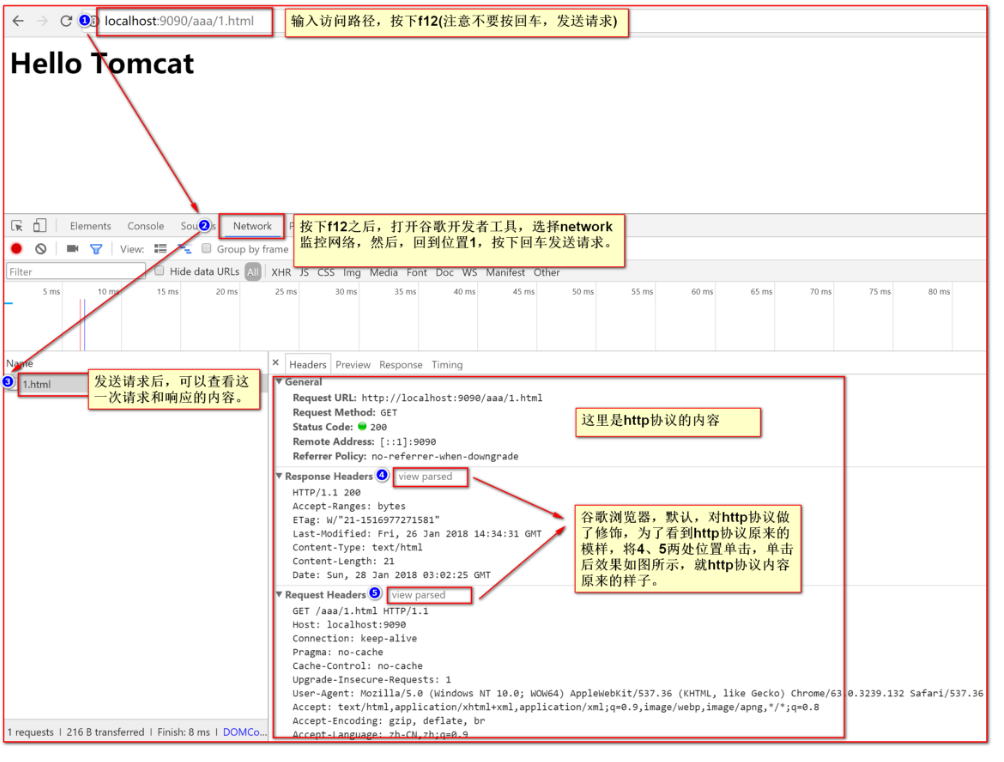 1 localhost:9090/aaa/1.html
输入访问路径，按下f12(注意不要按回车，发送请求)
Hello Tomcat
Elements Console 2 Network
按下f12之后，打开谷歌开发者工具，选择network
监控网络，然后，回到位置1，按下回车发送请求。
View: Group by frame
Filter Hide data URLs All XHR JS CSS Img Media Font Doc WS Manifest Other
5 ms 10 ms 15 ms 20 ms 25 ms 30 ms 35 ms 40 ms 45 ms 50 ms 55 ms 60 ms 65 ms 70 ms 75 ms 80 ms
Name
3 1.html
发送请求后，可以查看这
一次请求和响应的内容。
× Headers Preview Response Timing
General
Request URL: http://localhost:9090/aaa/1.html
Request Method: GET
Status Code: 200
Remote Address: [::1]:9090
Referrer Policy: no-referrer-when-downgrade
这里是http协议的内容
Response Headers 4 view parsed
HTTP/1.1 200
Accept-Ranges: bytes
ETag: W/"21-1516977271581"
Last-Modified: Fri, 26 Jan 2018 14:34:31 GMT
Content-Type: text/html
Content-Length: 21
Date: Sun, 28 Jan 2018 03:02:25 GMT
谷歌浏览器，默认，对http协议做
了修饰，为了看到http协议原来的
模样，将4、5两处位置单击，单击
后效果如图所示，就http协议内容
原来的样子。
Request Headers 5 view parsed
GET /aaa/1.html HTTP/1.1
Host: localhost:9090
Connection: keep-alive
Pragma: no-cache
Cache-Control: no-cache
Upgrade-Insecure-Requests: 1
User-Agent: Mozilla/5.0 (Windows NT 10.0; WOW64) AppleWebKit/537.36 (KHTML, like Gecko) Chrome/63.0.3239.132 Safari/537.36
Accept: text/html,application/xhtml+xml,application/xml;q=0.9,image/webp,image/apng,*/*;q=0.8
Accept-Encoding: gzip, deflate, br
Accept-Language: zh-CN,zh;q=0.9
1 requests | 216 B transferred | Finish: 8 ms | DOMCo...